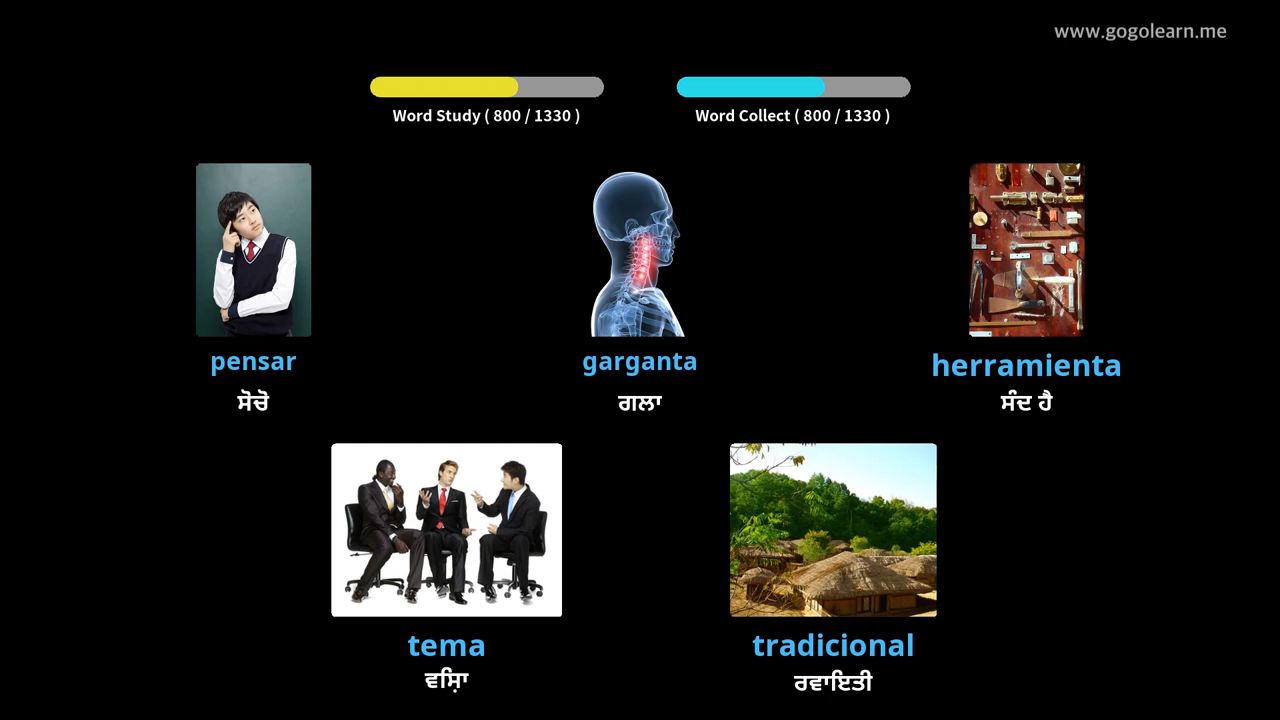 www.gogolearn.me
Word Study ( 800 / 1330 )
Word Collect ( 800 / 1330 )
pensar
ਸੋਚੋ
garganta
ਗਲਾ
herramienta
ਸੰਦ ਹੈ
tema
ਵਿਸ਼ਾ
tradicional
ਰਵਾਇਤੀ